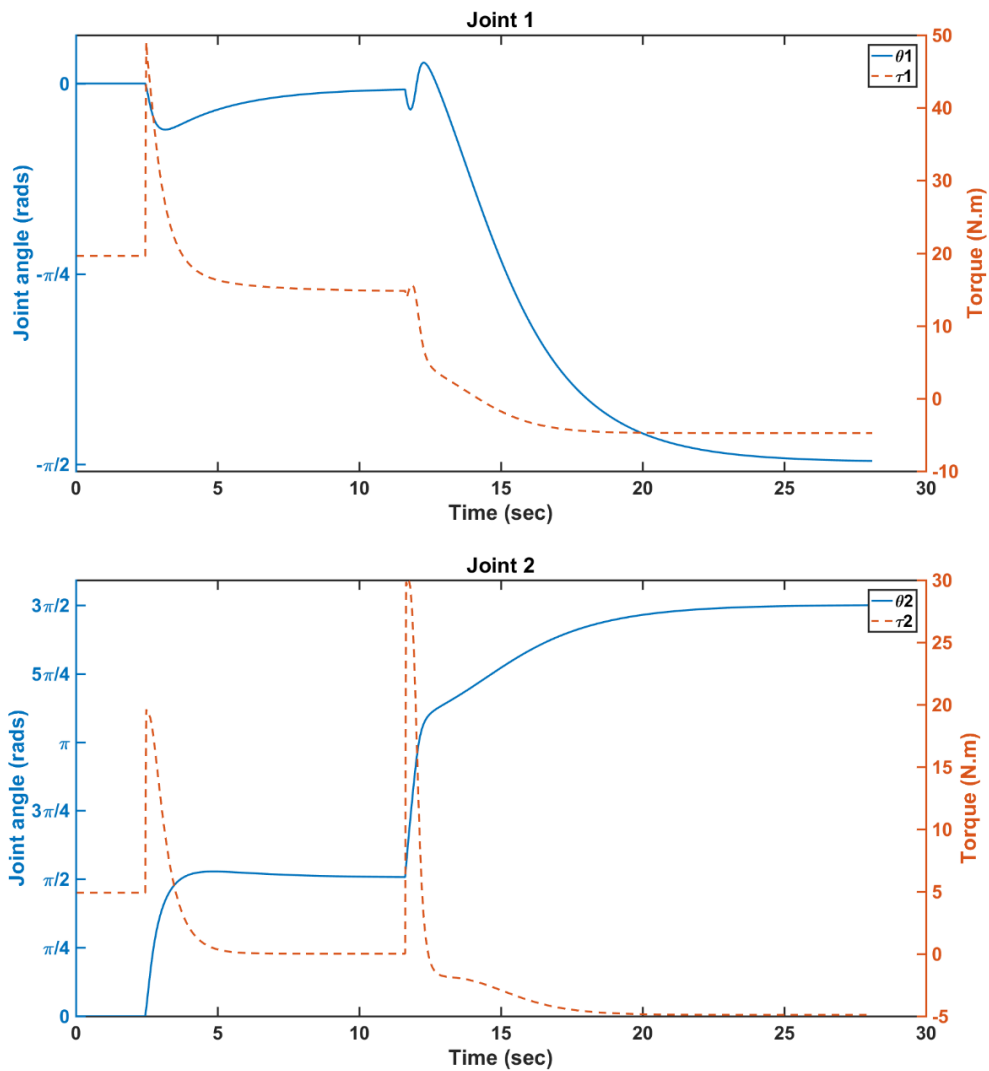 Joint 1
Joint angle (rads)
0
-π/4
-π/2
50
40
30
20
10
0
-10
Torque (N.m)
θ1
τ1
0 5 10 15 20 25 30
Time (sec)
Joint 2
Joint angle (rads)
3π/2
5π/4
π
3π/4
π/2
π/4
0
30
25
20
15
10
5
0
-5
Torque (N.m)
θ2
τ2
0 5 10 15 20 25 30
Time (sec)